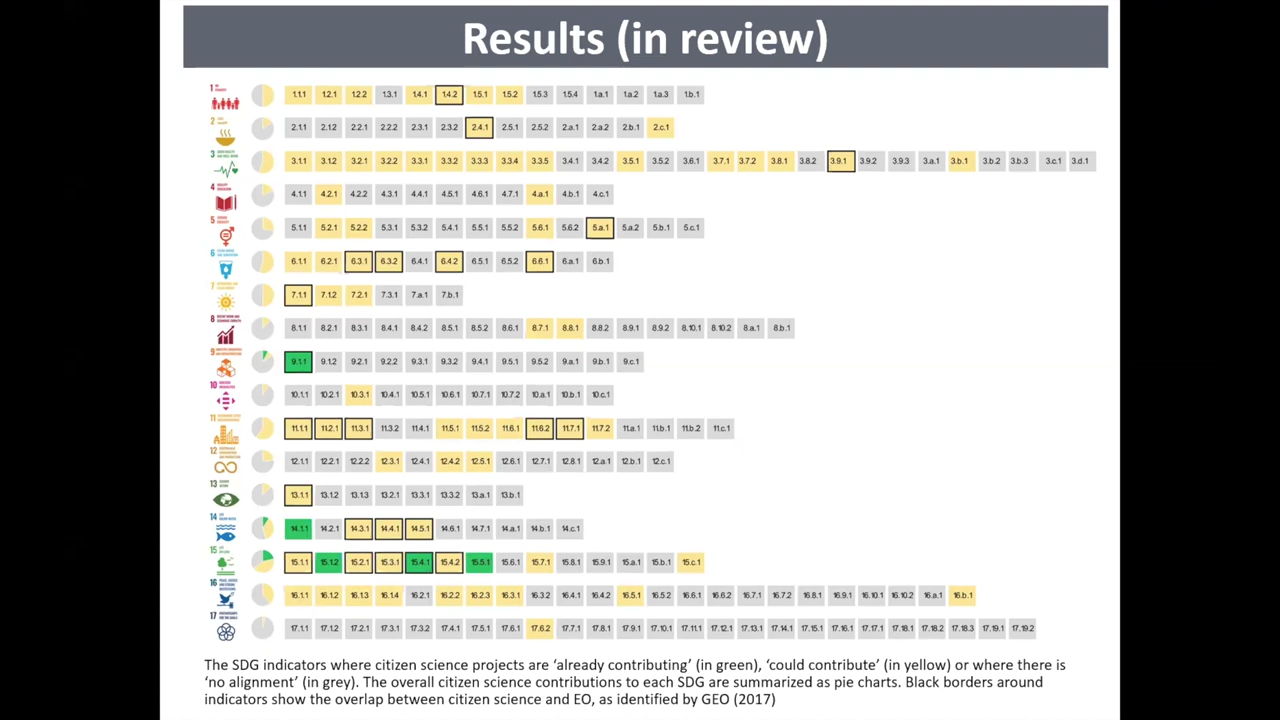 Results (in review)
1
1.1.1 1.2.1 1.2.2 1.3.1 1.4.1 1.4.2 1.5.1 1.5.2 1.5.3 1.5.4 1.a.1 1.a.2 1.a.3 1.b.1
2
2.1.1 2.1.2 2.2.1 2.2.2 2.3.1 2.3.2 2.4.1 2.5.1 2.5.2 2.a.1 2.a.2 2.b.1 2.c.1
3
3.1.1 3.1.2 3.2.1 3.2.2 3.3.1 3.3.2 3.3.3 3.3.4 3.3.5 3.4.1 3.4.2 3.5.1 3.5.2 3.6.1 3.7.1 3.7.2 3.8.1 3.8.2 3.9.1 3.9.2 3.9.3 3.a.1 3.b.1 3.b.2 3.b.3 3.c.1 3.d.1
4
4.1.1 4.2.1 4.2.2 4.3.1 4.4.1 4.5.1 4.6.1 4.7.1 4.a.1 4.b.1 4.c.1
5
5.1.1 5.2.1 5.2.2 5.3.1 5.3.2 5.4.1 5.5.1 5.5.2 5.6.1 5.6.2 5.a.1 5.a.2 5.b.1 5.c.1
6
6.1.1 6.2.1 6.3.1 6.3.2 6.4.1 6.4.2 6.5.1 6.5.2 6.6.1 6.a.1 6.b.1
7
7.1.1 7.1.2 7.2.1 7.3.1 7.a.1 7.b.1
8
8.1.1 8.2.1 8.3.1 8.4.1 8.4.2 8.5.1 8.5.2 8.6.1 8.7.1 8.8.1 8.8.2 8.9.1 8.9.2 8.10.1 8.10.2 8.a.1 8.b.1
9
9.1.1 9.1.2 9.2.1 9.2.2 9.3.1 9.3.2 9.4.1 9.5.1 9.5.2 9.a.1 9.b.1 9.c.1
10
10.1.1 10.2.1 10.3.1 10.4.1 10.5.1 10.6.1 10.7.1 10.7.2 10.a.1 10.b.1 10.c.1
11
11.1.1 11.2.1 11.3.1 11.3.2 11.4.1 11.5.1 11.5.2 11.6.1 11.6.2 11.7.1 11.7.2 11.a.1 11.b.1 11.b.2 11.c.1
12
12.1.1 12.2.1 12.2.2 12.3.1 12.4.1 12.4.2 12.5.1 12.6.1 12.7.1 12.8.1 12.a.1 12.b.1 12.c.1
13
13.1.1 13.1.2 13.1.3 13.2.1 13.3.1 13.3.2 13.a.1 13.b.1
14
14.1.1 14.2.1 14.3.1 14.4.1 14.5.1 14.6.1 14.7.1 14.a.1 14.b.1 14.c.1
15
15.1.1 15.1.2 15.2.1 15.3.1 15.4.1 15.4.2 15.5.1 15.6.1 15.7.1 15.8.1 15.9.1 15.a.1 15.b.1 15.c.1
16
16.1.1 16.1.2 16.1.3 16.1.4 16.2.1 16.2.2 16.2.3 16.3.1 16.3.2 16.4.1 16.4.2 16.5.1 16.5.2 16.6.1 16.6.2 16.7.1 16.7.2 16.8.1 16.9.1 16.10.1 16.10.2 16.a.1 16.b.1
17
17.1.1 17.1.2 17.2.1 17.3.1 17.3.2 17.4.1 17.5.1 17.6.1 17.6.2 17.7.1 17.8.1 17.9.1 17.10.1 17.11.1 17.12.1 17.13.1 17.14.1 17.15.1 17.16.1 17.17.1 17.18.1 17.18.2 17.18.3 17.19.1 17.19.2
The SDG indicators where citizen science projects are ‘already contributing’ (in green), ‘could contribute’ (in yellow) or where there is
‘no alignment’ (in grey). The overall citizen science contributions to each SDG are summarized as pie charts. Black borders around
indicators show the overlap between citizen science and EO, as identified by GEO (2017)